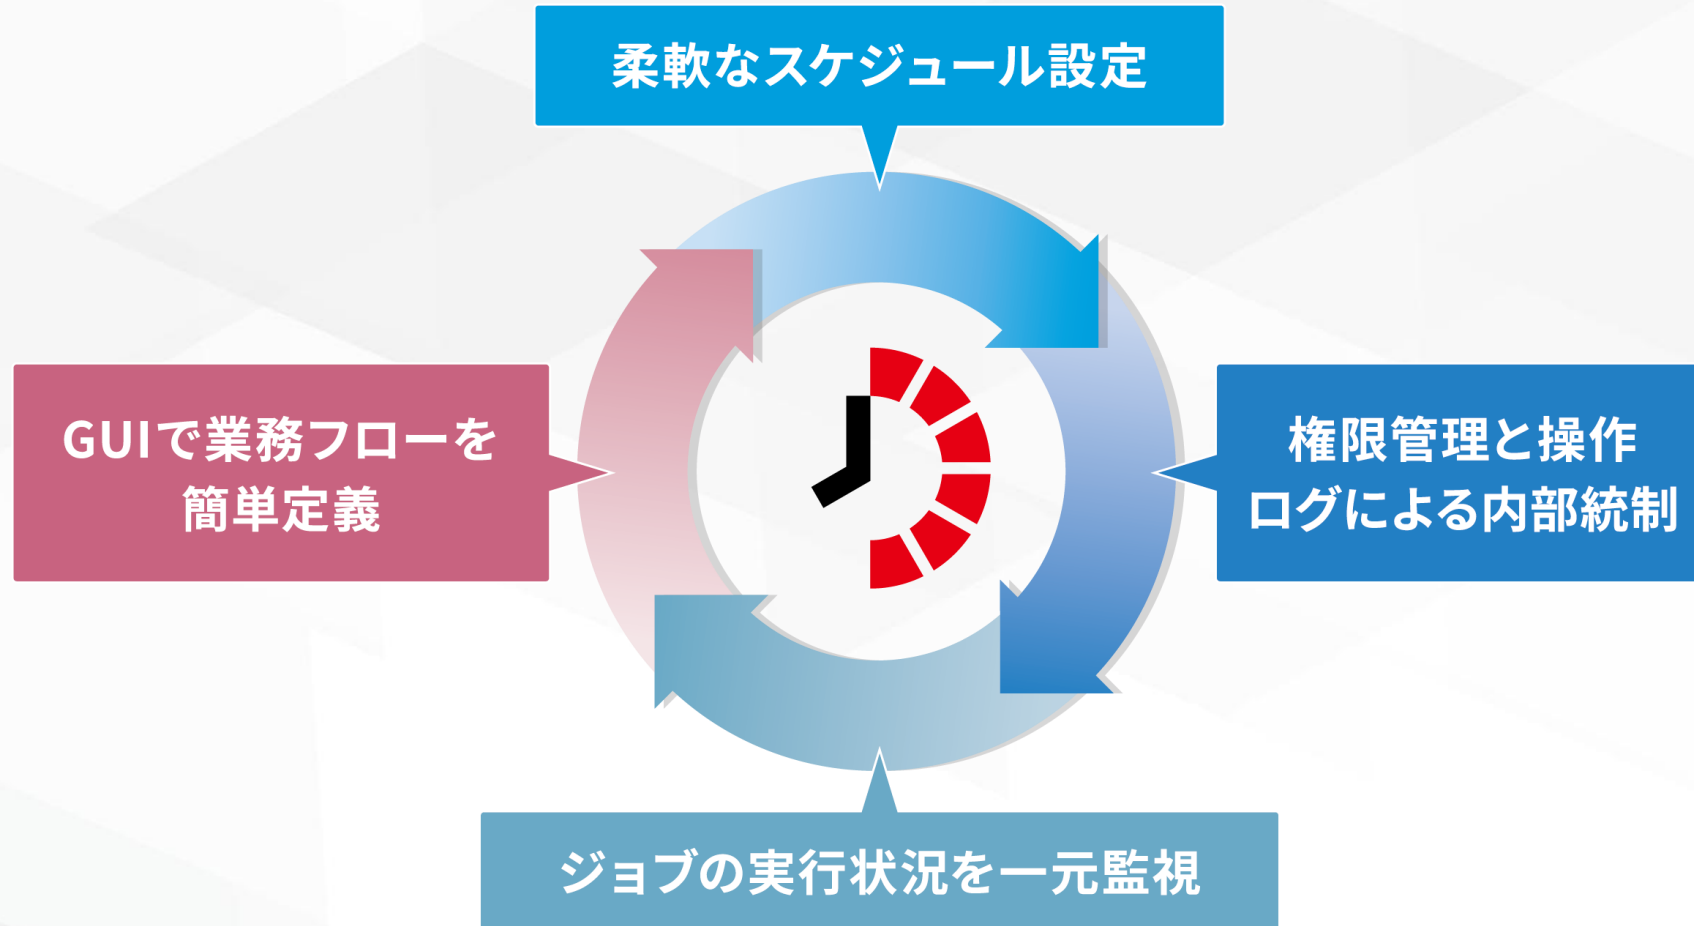 柔軟なスケジュール設定
GUIで業務フローを
簡単定義
権限管理と操作
ログによる内部統制
ジョブの実行状況を一元監視